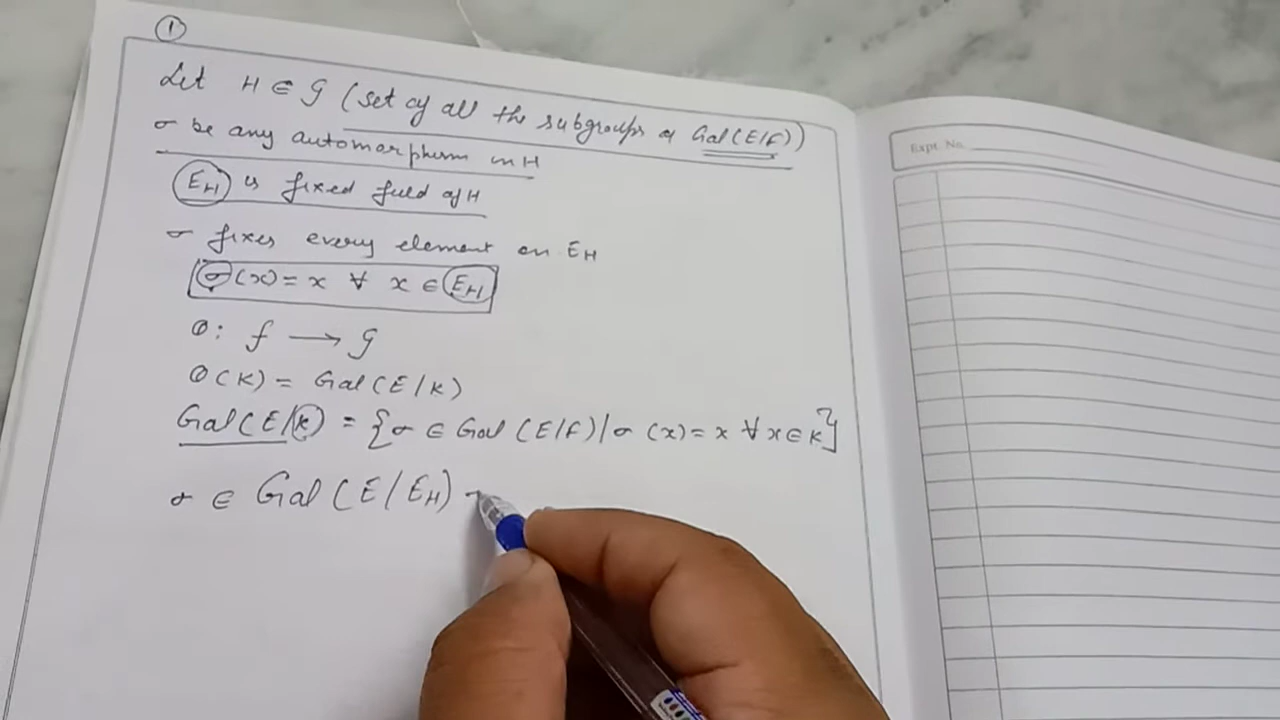 ①
Let H ∈ G (set of all the subgroups of Gal(E/F))
σ be any automorphism in H
E_H is fixed field of H
σ fixes every element on E_H
σ(x) = x ∀ x ∈ E_H
Φ: f → G
Φ(K) = Gal(E/K)
Gal(E/K) = {σ ∈ Gal(E/F) | σ(x) = x ∀ x ∈ K}
σ ∈ Gal(E/E_H)
Expt. No.